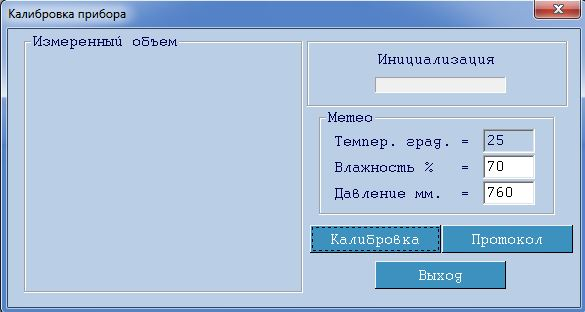 Калибровка прибора
Измеренный объем
Инициализация
Метео
Темпер. град. = 25
Влажность % = 70
Давление мм. = 760
Калибровка Протокол
Выход